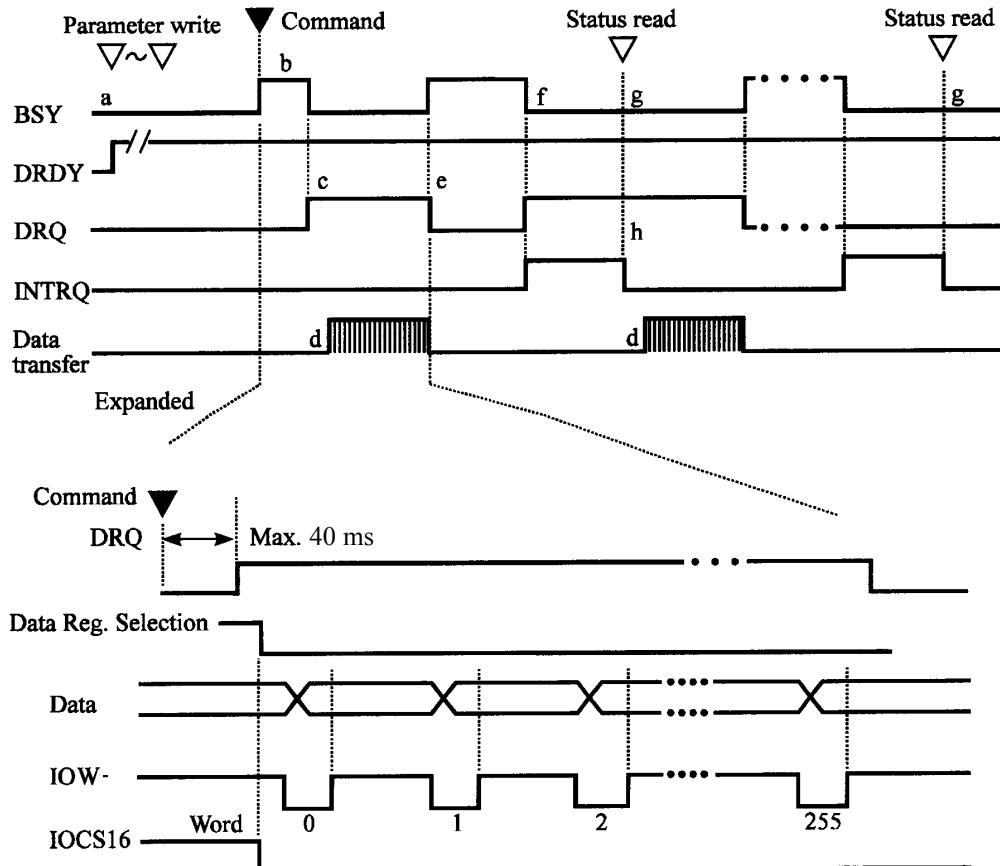 Parameter write
Command
Status read
Status read
~
a
b
f
g
g
BSY
DRDY
c
e
DRQ
h
INTRQ
d
d
Data
transfer
Expanded
Command
DRQ
Max. 40 ms
Data Reg. Selection
Data
IOW-
Word
0
1
2
255
IOCS16